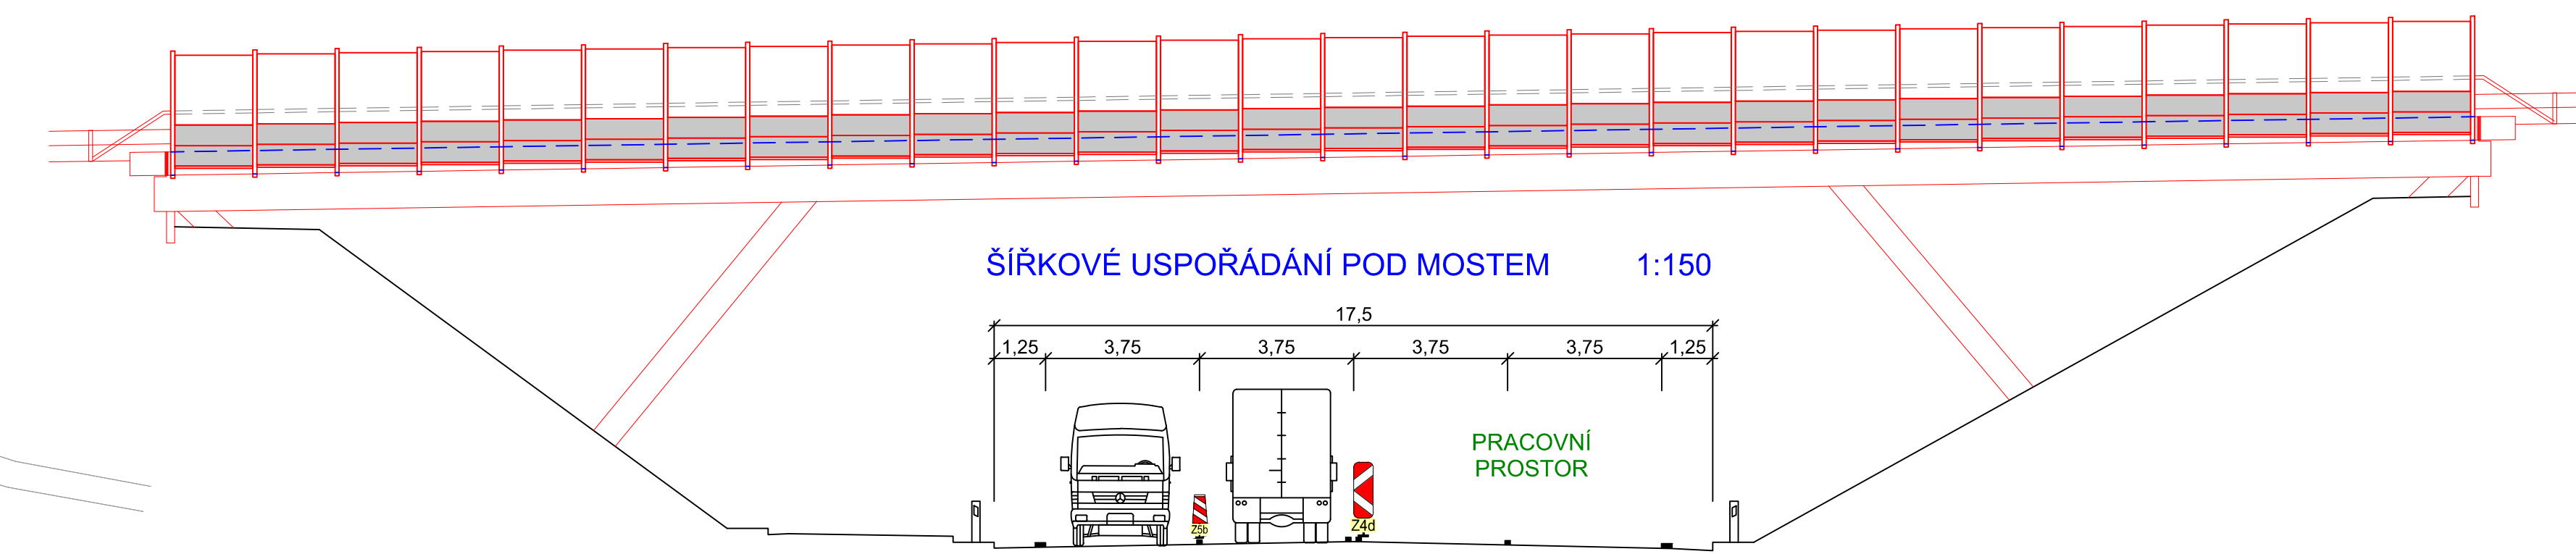 ŠÍŘKOVÉ USPOŘÁDÁNÍ POD MOSTEM 1:150
17,5
1,25 3,75 3,75 3,75 3,75 1,25
PRACOVNÍ
PROSTOR
Z5b
Z4d